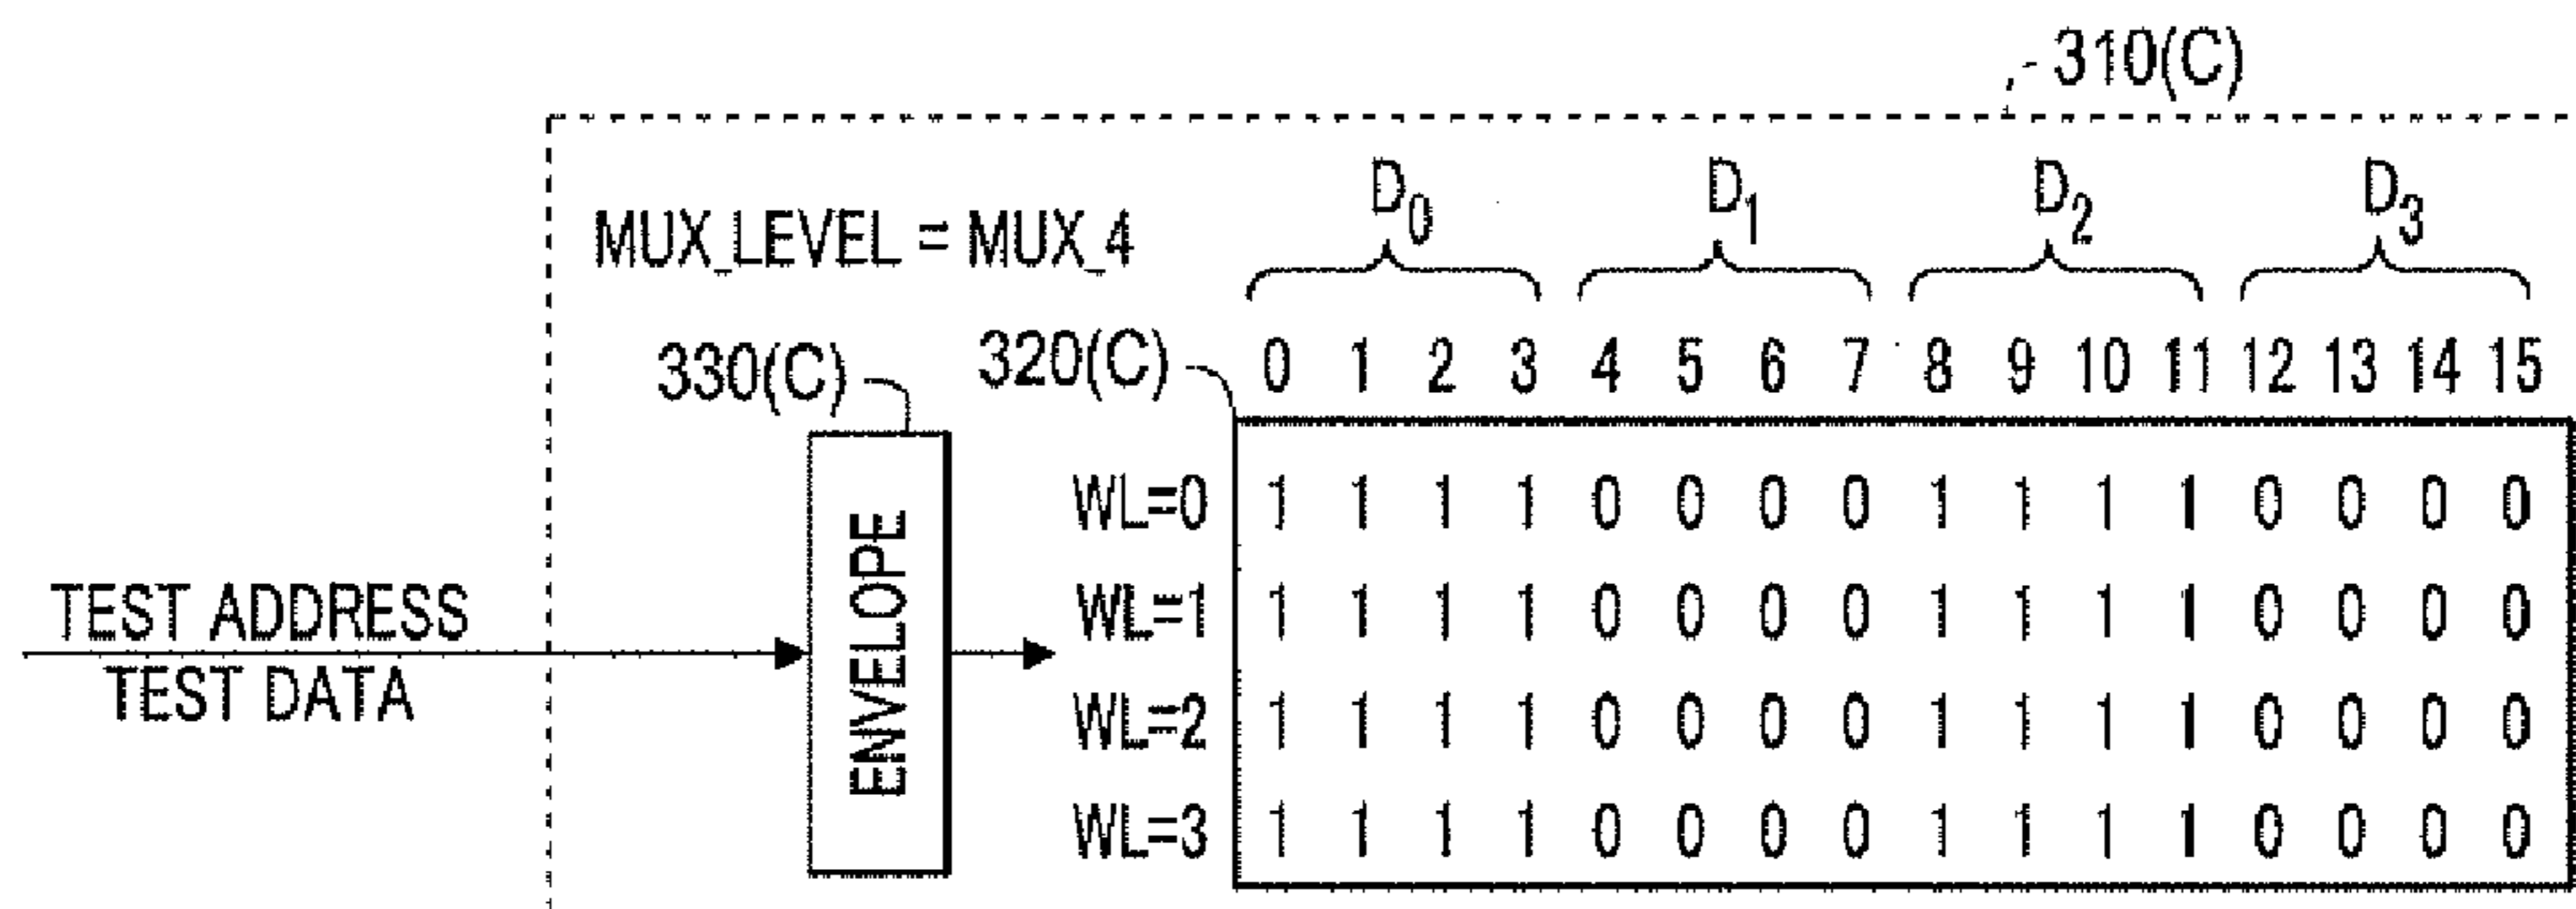 310(C)
D0 D1 D2 D3
MUX_LEVEL = MUX_4
330(C) 320(C) 0 1 2 3 4 5 6 7 8 9 10 11 12 13 14 15
WL=0 1 1 1 1 0 0 0 0 1 1 1 1 0 0 0 0
WL=1 1 1 1 1 0 0 0 0 1 1 1 1 0 0 0 0
WL=2 1 1 1 1 0 0 0 0 1 1 1 1 0 0 0 0
WL=3 1 1 1 1 0 0 0 0 1 1 1 1 0 0 0 0
ENVELOPE
TEST ADDRESS
TEST DATA